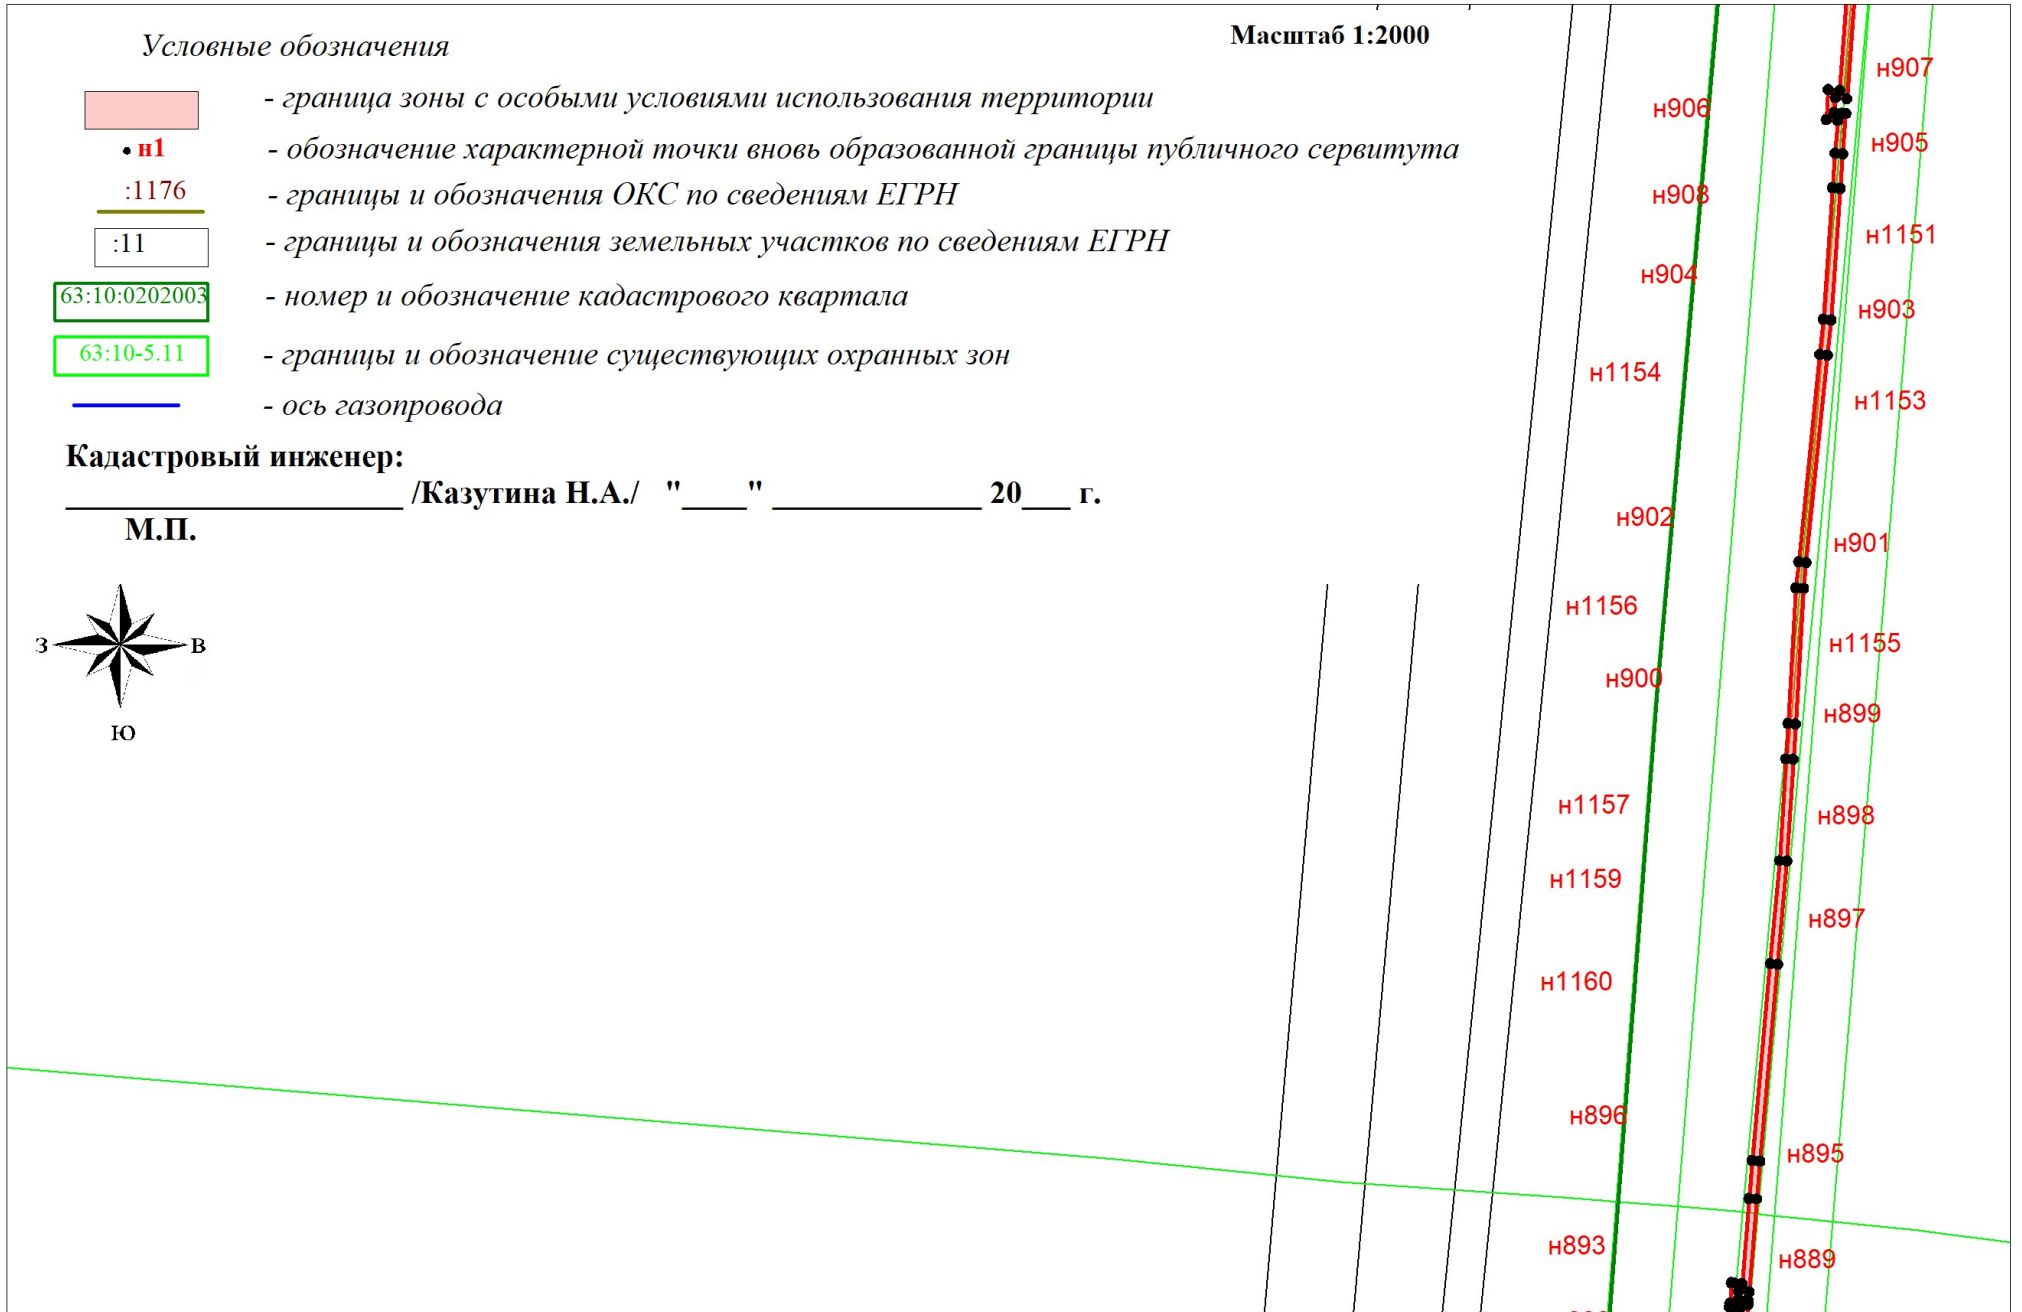 Условные обозначения
Масштаб 1:2000
- граница зоны с особыми условиями использования территории
н1
- обозначение характерной точки вновь образованной границы публичного сервитута
:1176
- границы и обозначения ОКС по сведениям ЕГРН
:11
- границы и обозначения земельных участков по сведениям ЕГРН
63:10:0202003
- номер и обозначение кадастрового квартала
63:10-5.11
- границы и обозначение существующих охранных зон
- ось газопровода
Кадастровый инженер:
_____________________ /Казутина Н.А./ "____" _____________ 20___ г.
М.П.
З
В
Ю
н907
н906
н905
н908
н1151
н904
н903
н1154
н1153
н902
н901
н1156
н1155
н900
н899
н1157
н898
н1159
н897
н1160
н896
н895
н893
н889